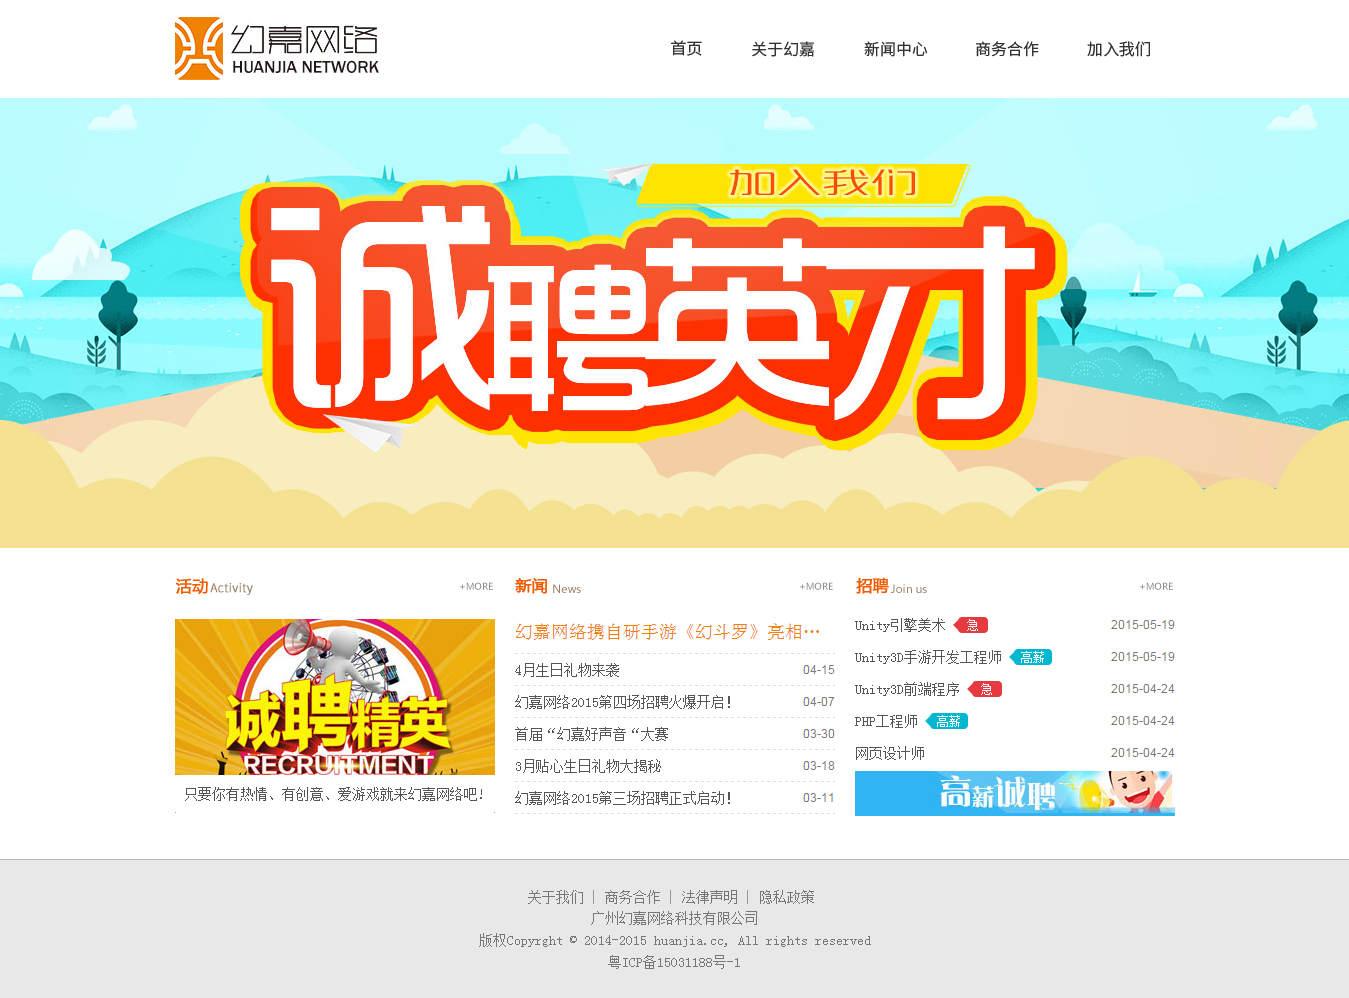 幻嘉网络
HUANJIA NETWORK
首页 关于幻嘉 新闻中心 商务合作 加入我们
加入我们
诚聘英才
活动 Activity +MORE
诚聘精英
RECRUITMENT
只要你有热情、有创意、爱游戏就来幻嘉网络吧！
新闻 News +MORE
幻嘉网络携自研手游《幻斗罗》亮相…
4月生日礼物来袭 04-15
幻嘉网络2015第四场招聘火爆开启！ 04-07
首届“幻嘉好声音“大赛 03-30
3月贴心生日礼物大揭秘 03-18
幻嘉网络2015第三场招聘正式启动！ 03-11
招聘 Join us +MORE
Unity引擎美术 急 2015-05-19
Unity3D手游开发工程师 高薪 2015-05-19
Unity3D前端程序 急 2015-04-24
PHP工程师 高薪 2015-04-24
网页设计师 2015-04-24
高薪诚聘
关于我们 | 商务合作 | 法律声明 | 隐私政策
广州幻嘉网络科技有限公司
版权Copyrght © 2014-2015 huanjia.cc, All rights reserved
粤ICP备15031188号-1